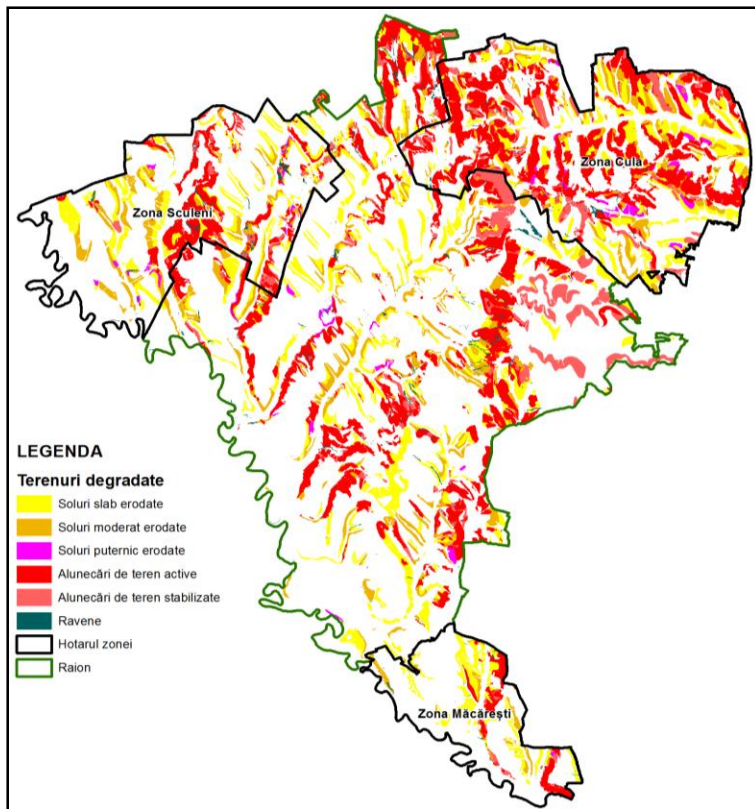 Zona Cula
Zona Sculeni
LEGENDA
Terenuri degradate
Soluri slab erodate
Soluri moderat erodate
Soluri puternic erodate
Alunecări de teren active
Alunecări de teren stabilizate
Ravene
Hotarul zonei
Raion
Zona Măcărești